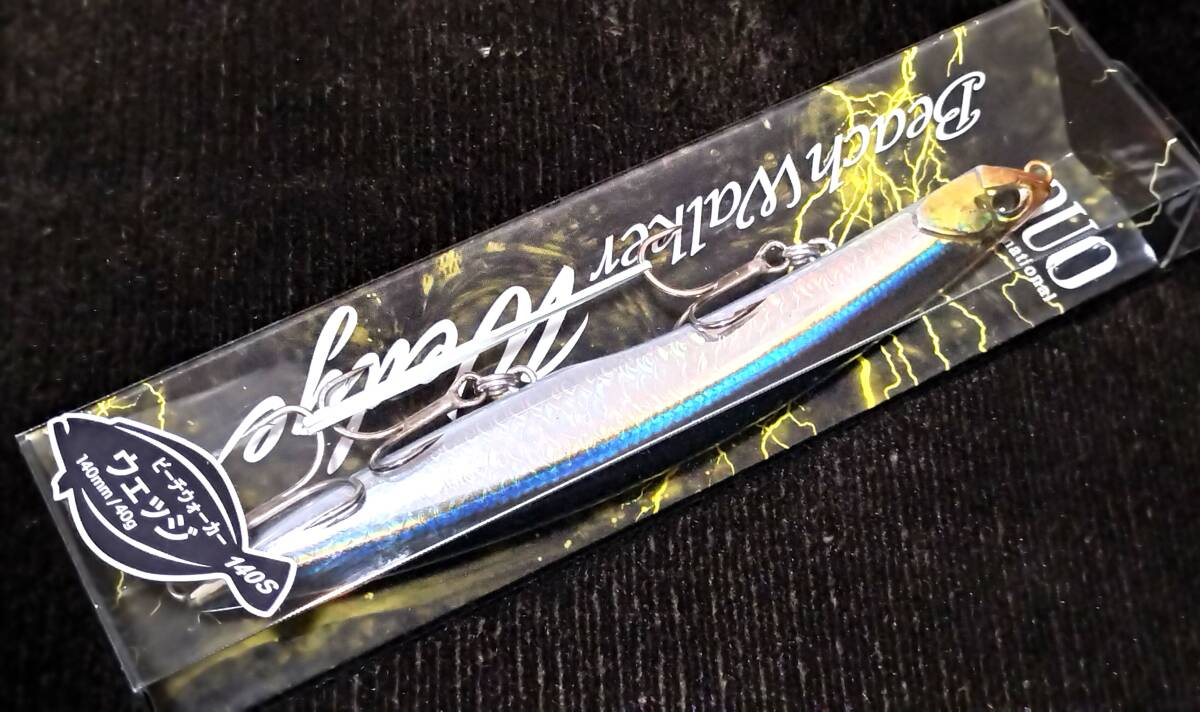 Beach Walker
Wedge
DUO
national
ビーチウォーカー
ウェッジ
140mm/40g
140S